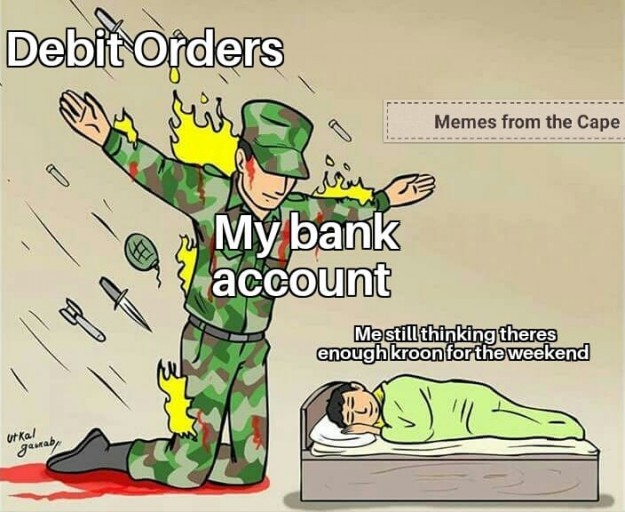 Debit Orders
Memes from the Cape
My bank
account
Me still thinking theres
enough kroon for the weekend